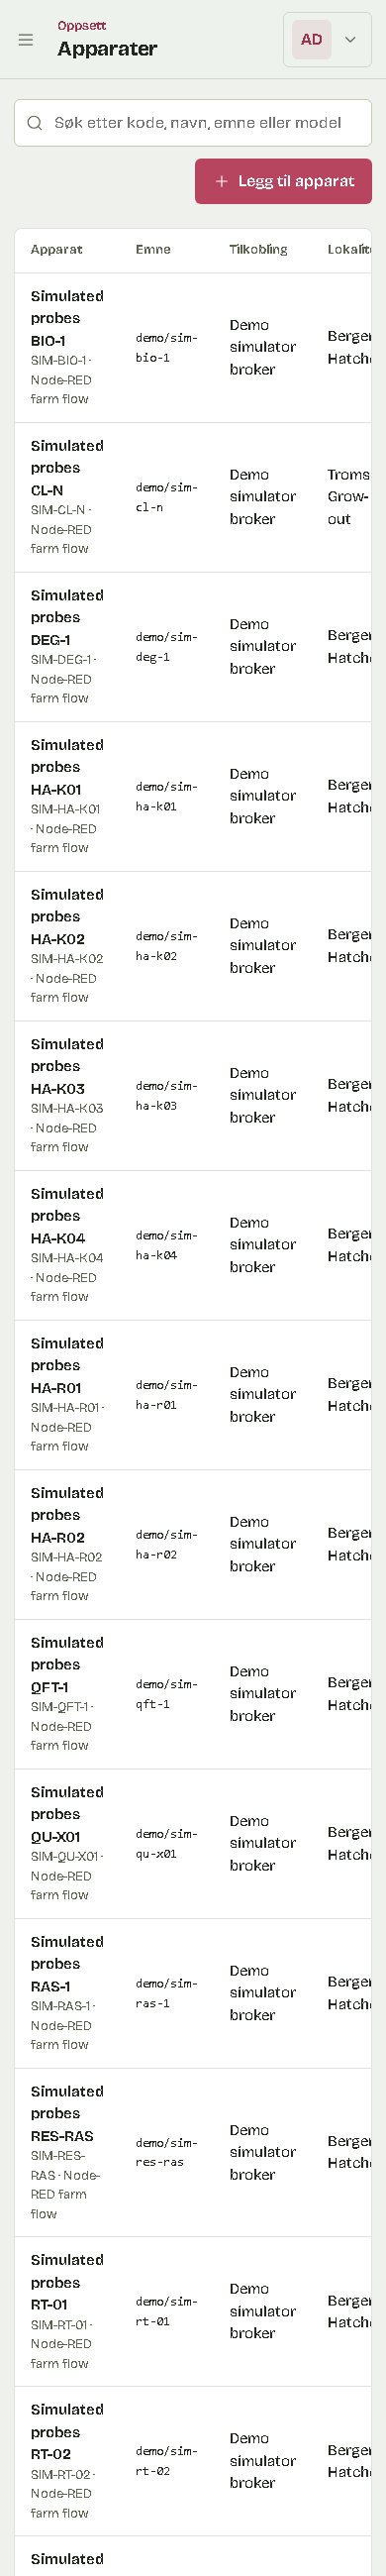 Oppsett
Apparater
AD
Søk etter kode, navn, emne eller model
Legg til apparat
Apparat Emne Tilkobling
Simulated
probes
BIO-1
SIM-BIO-1 ·
Node-RED
farm flow
demo/sim-
bio-1
Demo
simulator
broker
Simulated
probes
CL-N
SIM-CL-N ·
Node-RED
farm flow
demo/sim-
cl-n
Demo
simulator
broker
Grow-
out
Simulated
probes
DEG-1
SIM-DEG-1 ·
Node-RED
farm flow
demo/sim-
deg-1
Demo
simulator
broker
Simulated
probes
HA-K01
SIM-HA-K01
· Node-RED
farm flow
demo/sim-
ha-k01
Demo
simulator
broker
Simulated
probes
HA-K02
SIM-HA-K02
· Node-RED
farm flow
demo/sim-
ha-k02
Demo
simulator
broker
Simulated
probes
HA-K03
SIM-HA-K03
· Node-RED
farm flow
demo/sim-
ha-k03
Demo
simulator
broker
Simulated
probes
HA-K04
SIM-HA-K04
· Node-RED
farm flow
demo/sim-
ha-k04
Demo
simulator
broker
Simulated
probes
HA-R01
SIM-HA-R01 ·
Node-RED
farm flow
demo/sim-
ha-r01
Demo
simulator
broker
Simulated
probes
HA-R02
SIM-HA-R02
· Node-RED
farm flow
demo/sim-
ha-r02
Demo
simulator
broker
Simulated
probes
QFT-1
SIM-QFT-1 ·
Node-RED
farm flow
demo/sim-
qft-1
Demo
simulator
broker
Simulated
probes
QU-X01
SIM-QU-X01 ·
Node-RED
farm flow
demo/sim-
qu-x01
Demo
simulator
broker
Simulated
probes
RAS-1
SIM-RAS-1 ·
Node-RED
farm flow
demo/sim-
ras-1
Demo
simulator
broker
Simulated
probes
RES-RAS
SIM-RES-
RAS · Node-
RED farm
flow
demo/sim-
res-ras
Demo
simulator
broker
Simulated
probes
RT-01
SIM-RT-01 ·
Node-RED
farm flow
demo/sim-
rt-01
Demo
simulator
broker
Simulated
probes
RT-02
SIM-RT-02 ·
Node-RED
farm flow
demo/sim-
rt-02
Demo
simulator
broker
Simulated